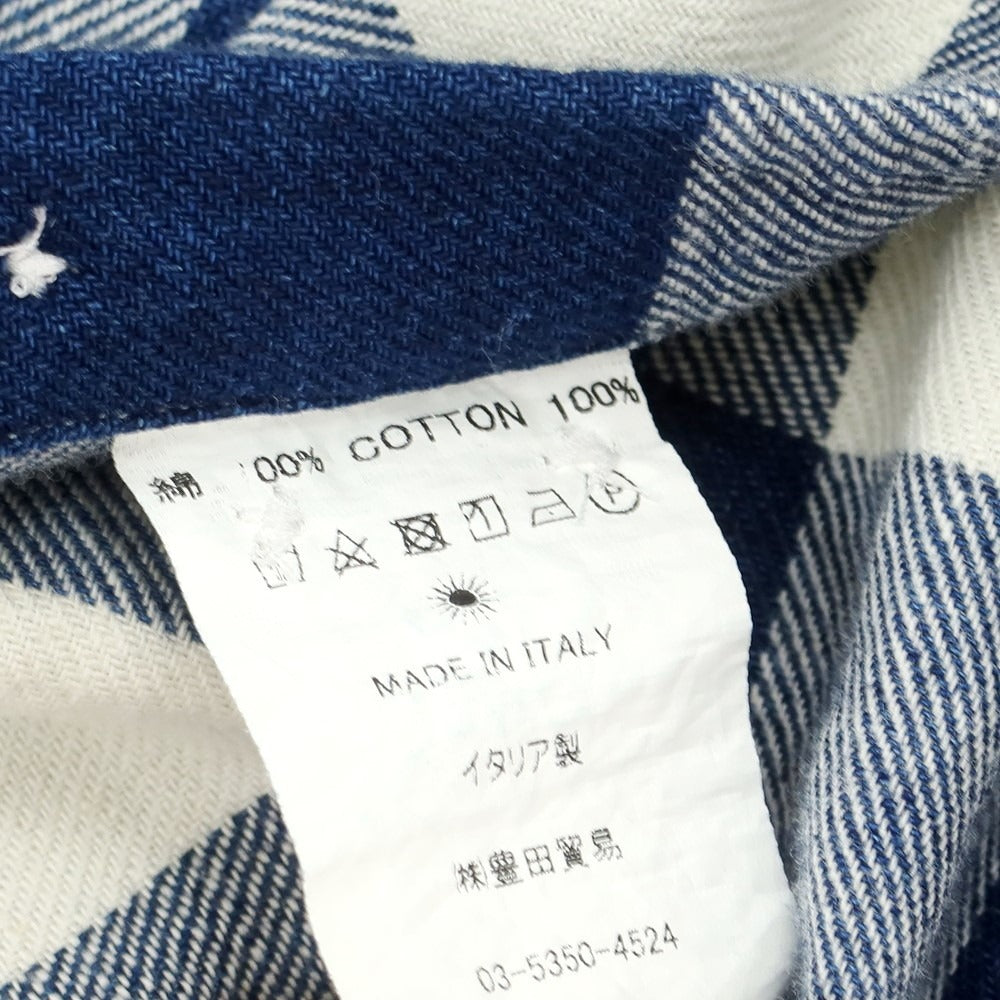 綿 100% COTTON 100%
P
MADE IN ITALY
イタリア製
㈱豊田貿易
03-5350-4524